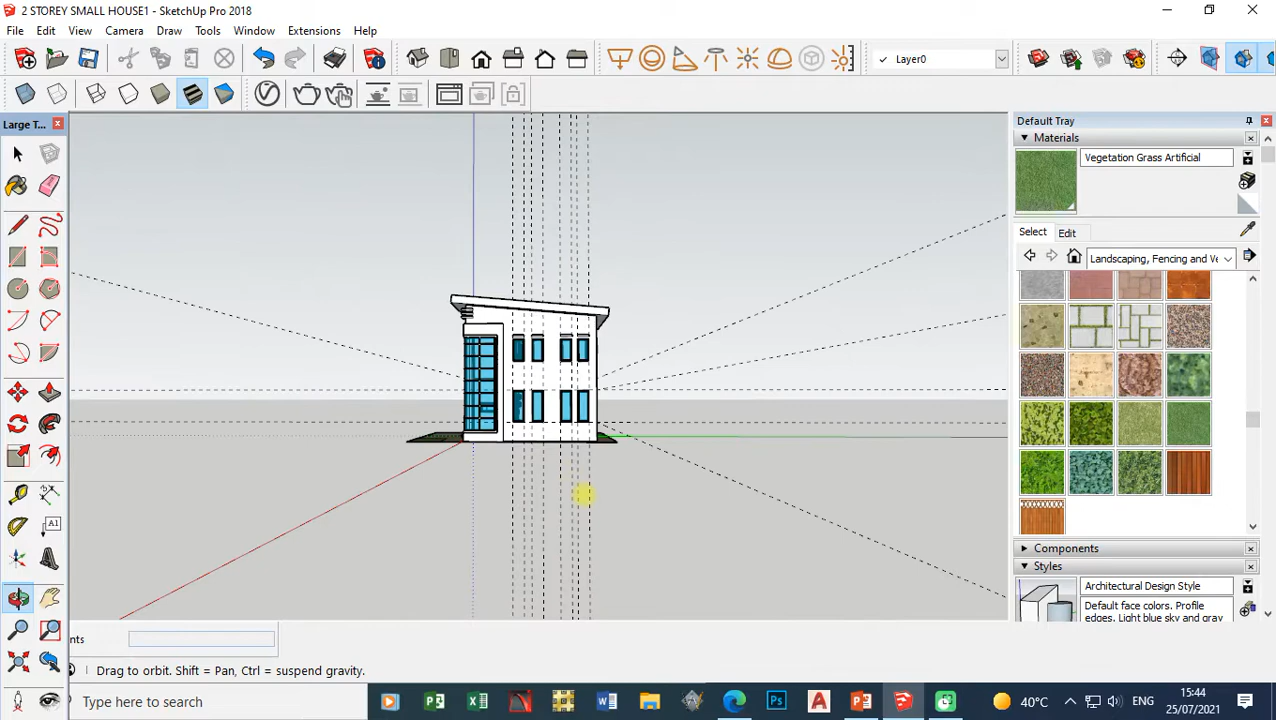 2 STOREY SMALL HOUSE1 - SketchUp Pro 2018
File Edit View Camera Draw Tools Window Extensions Help
Layer0
Large T...
Default Tray
Materials
Vegetation Grass Artificial
Select Edit
Landscaping, Fencing and Ve
A1
Components
Styles
Architectural Design Style
Default face colors. Profile
edges. Light blue sky and gray
nts
Drag to orbit. Shift = Pan, Ctrl = suspend gravity.
Type here to search
40°C
ENG
15:44
25/07/2021